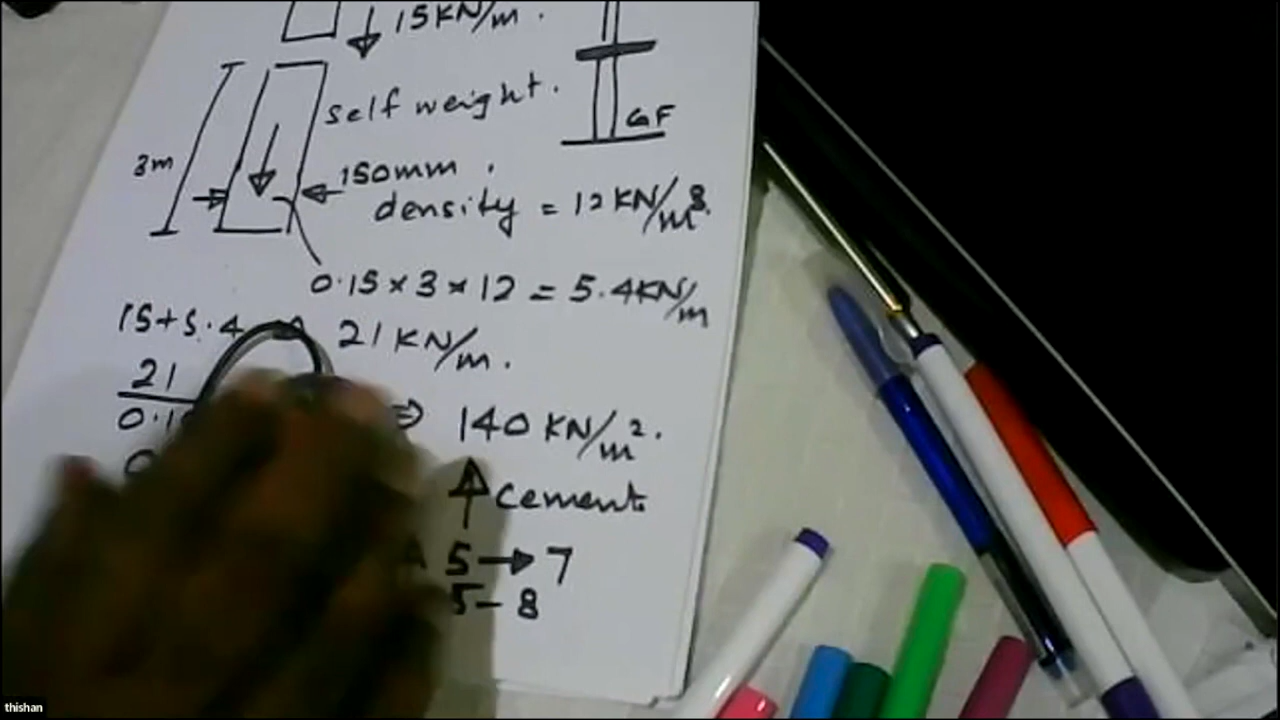 15KN/m.
GF
self weight.
3m
150mm.
density = 12 KN/m3.
0.15 × 3 × 12 = 5.4KN/m
15+5.4 21 KN/m.
21
⇒ 140 KN/m2.
↑ cement
5 → 7
5 – 8
thishan